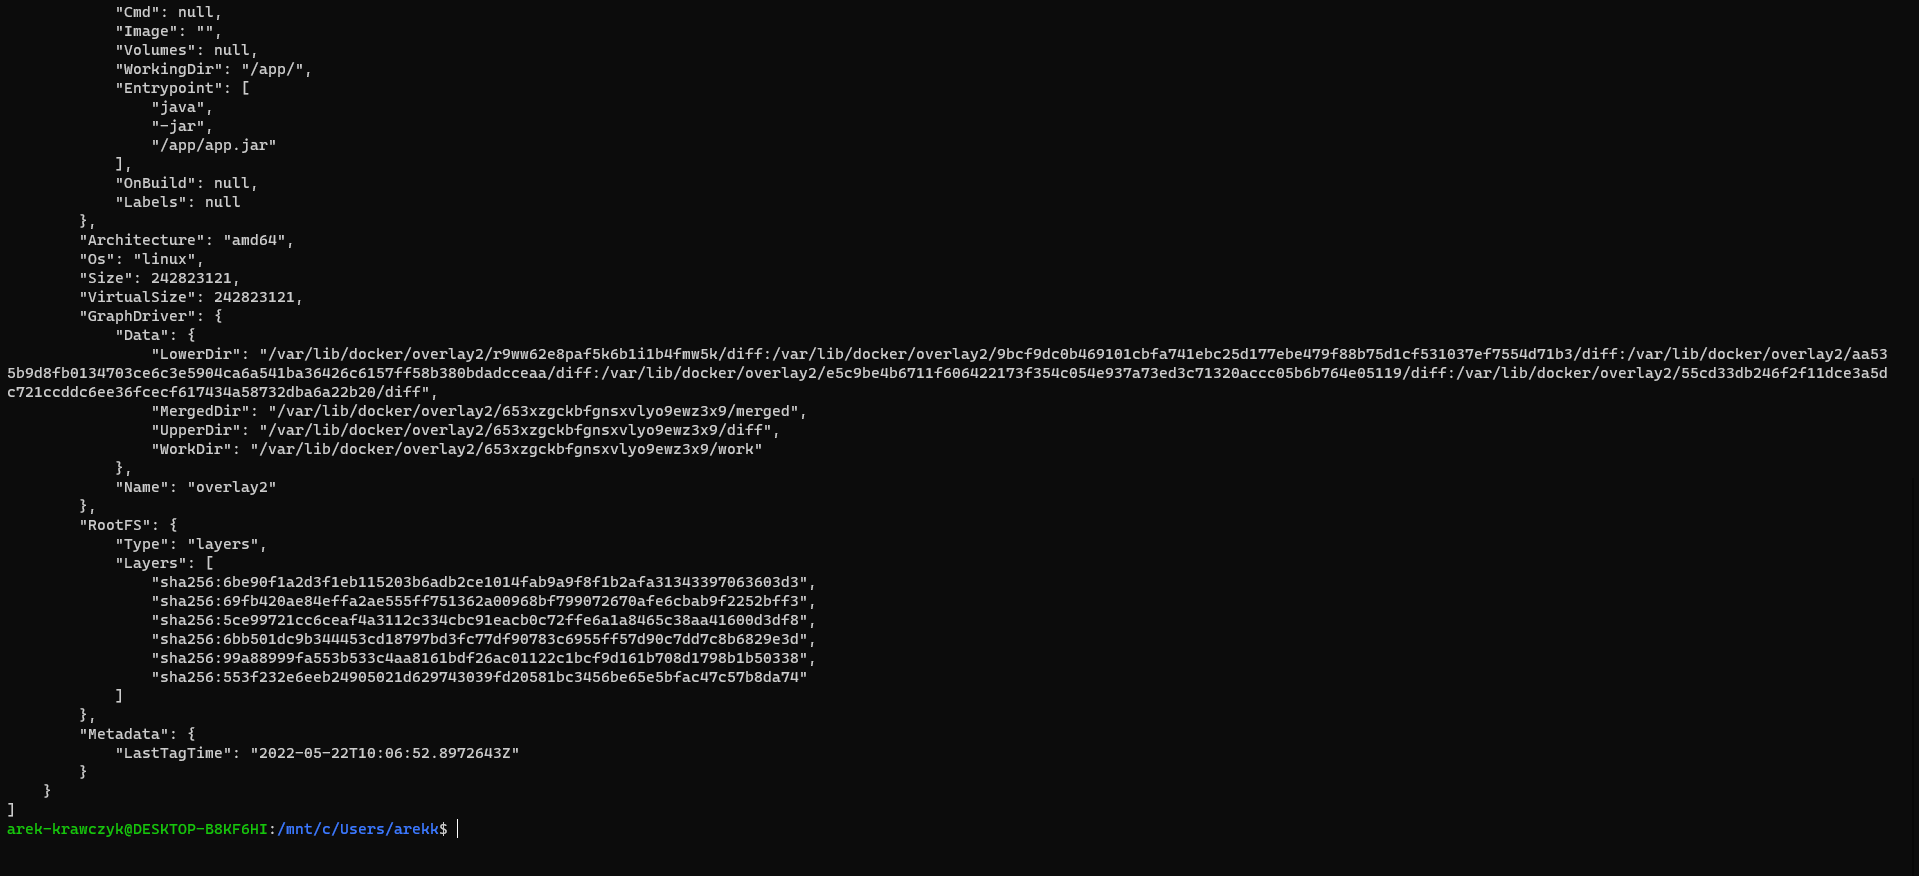 "Cmd": null,
            "Image": "",
            "Volumes": null,
            "WorkingDir": "/app/",
            "Entrypoint": [
                "java",
                "-jar",
                "/app/app.jar"
            ],
            "OnBuild": null,
            "Labels": null
        },
        "Architecture": "amd64",
        "Os": "linux",
        "Size": 242823121,
        "VirtualSize": 242823121,
        "GraphDriver": {
            "Data": {
                "LowerDir": "/var/lib/docker/overlay2/r9ww62e8paf5k6b1i1b4fmw5k/diff:/var/lib/docker/overlay2/9bcf9dc0b469101cbfa741ebc25d177ebe479f88b75d1cf531037ef7554d71b3/diff:/var/lib/docker/overlay2/aa53
5b9d8fb0134703ce6c3e5904ca6a541ba36426c6157ff58b380bdadcceaa/diff:/var/lib/docker/overlay2/e5c9be4b6711f606422173f354c054e937a73ed3c71320accc05b6b764e05119/diff:/var/lib/docker/overlay2/55cd33db246f2f11dce3a5d
c721ccddc6ee36fcecf617434a58732dba6a22b20/diff",
                "MergedDir": "/var/lib/docker/overlay2/653xzgckbfgnsxvlyo9ewz3x9/merged",
                "UpperDir": "/var/lib/docker/overlay2/653xzgckbfgnsxvlyo9ewz3x9/diff",
                "WorkDir": "/var/lib/docker/overlay2/653xzgckbfgnsxvlyo9ewz3x9/work"
            },
            "Name": "overlay2"
        },
        "RootFS": {
            "Type": "layers",
            "Layers": [
                "sha256:6be90f1a2d3f1eb115203b6adb2ce1014fab9a9f8f1b2afa31343397063603d3",
                "sha256:69fb420ae84effa2ae555ff751362a00968bf799072670afe6cbab9f2252bff3",
                "sha256:5ce99721cc6ceaf4a3112c334cbc91eacb0c72ffe6a1a8465c38aa41600d3df8",
                "sha256:6bb501dc9b344453cd18797bd3fc77df90783c6955ff57d90c7dd7c8b6829e3d",
                "sha256:99a88999fa553b533c4aa8161bdf26ac01122c1bcf9d161b708d1798b1b50338",
                "sha256:553f232e6eeb24905021d629743039fd20581bc3456be65e5bfac47c57b8da74"
            ]
        },
        "Metadata": {
            "LastTagTime": "2022-05-22T10:06:52.8972643Z"
        }
    }
]
arek-krawczyk@DESKTOP-B8KF6HI:/mnt/c/Users/arekk$